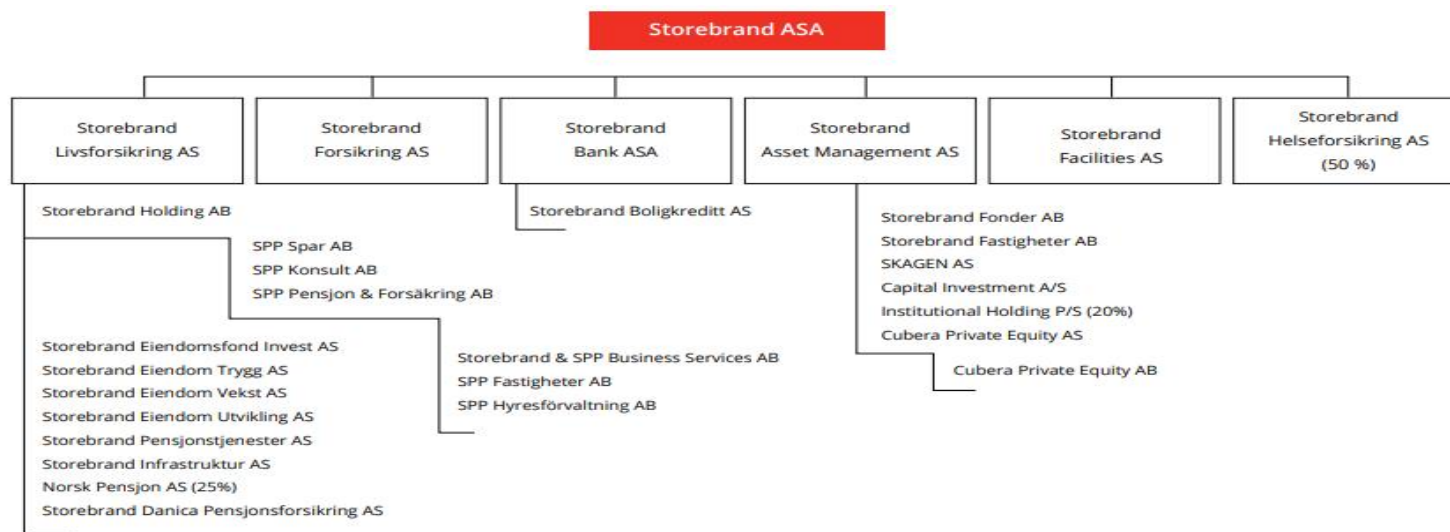 Storebrand ASA
Storebrand
Livsforsikring AS
Storebrand
Forsikring AS
Storebrand
Bank ASA
Storebrand
Asset Management AS
Storebrand
Facilities AS
Storebrand
Helseforsikring AS
(50 %)
Storebrand Holding AB
SPP Spar AB
SPP Konsult AB
SPP Pensjon & Forsäkring AB
Storebrand & SPP Business Services AB
SPP Fastigheter AB
SPP Hyresförvaltning AB
Storebrand Eiendomsfond Invest AS
Storebrand Eiendom Trygg AS
Storebrand Eiendom Vekst AS
Storebrand Eiendom Utvikling AS
Storebrand Pensjonstjenester AS
Storebrand Infrastruktur AS
Norsk Pensjon AS (25%)
Storebrand Danica Pensjonsforsikring AS
Storebrand Boligkreditt AS
Storebrand Fonder AB
Storebrand Fastigheter AB
SKAGEN AS
Capital Investment A/S
Institutional Holding P/S (20%)
Cubera Private Equity AS
Cubera Private Equity AB